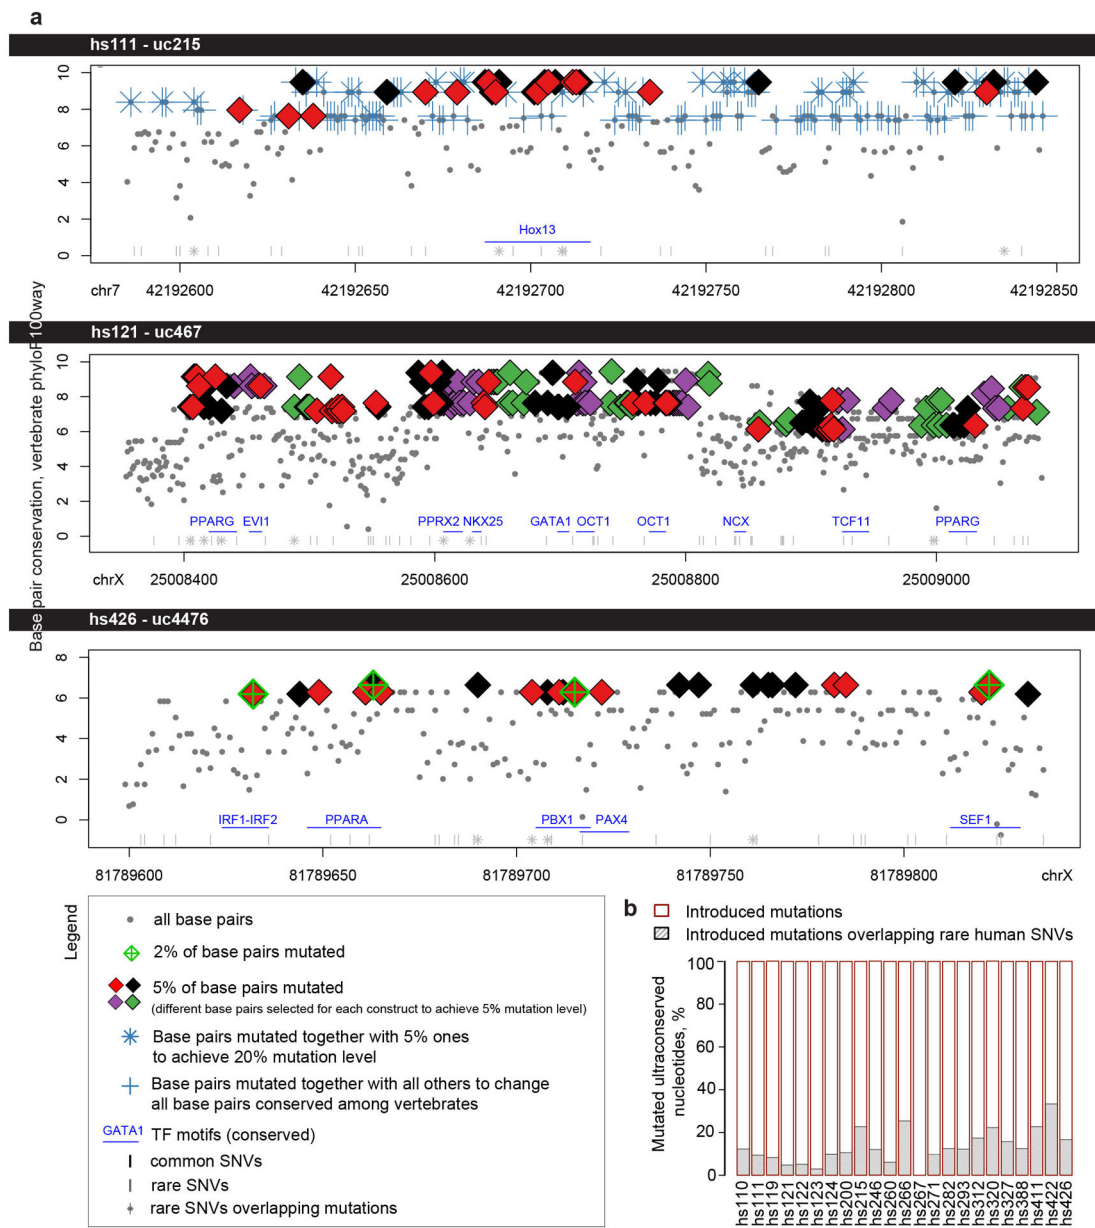 a
hs111 - uc215
10
8
6
4
2
0
Hox13
chr7 42192600 42192650 42192700 42192750 42192800 42192850
hs121 - uc467
10
8
6
4
2
0
PPARG EVI1 PPRX2 NKX25 GATA1 OCT1 OCT1 NCX TCF11 PPARG
chrX 25008400 25008600 25008800 25009000
Base pair conservation, vertebrate phyloP100way
hs426 - uc4476
8
6
4
2
0
IRF1-IRF2 PPARA PBX1 PAX4 SEF1
81789600 81789650 81789700 81789750 81789800 chrX
Legend
all base pairs
2% of base pairs mutated
5% of base pairs mutated
(different base pairs selected for each construct to achieve 5% mutation level)
Base pairs mutated together with 5% ones
to achieve 20% mutation level
Base pairs mutated together with all others to change
all base pairs conserved among vertebrates
GATA1 TF motifs (conserved)
common SNVs
rare SNVs
rare SNVs overlapping mutations
b
Introduced mutations
Introduced mutations overlapping rare human SNVs
Mutated ultraconserved
nucleotides, %
100
80
60
40
20
0
hs110
hs111
hs119
hs121
hs122
hs123
hs124
hs200
hs215
hs246
hs260
hs266
hs267
hs271
hs282
hs293
hs312
hs320
hs327
hs388
hs411
hs422
hs426